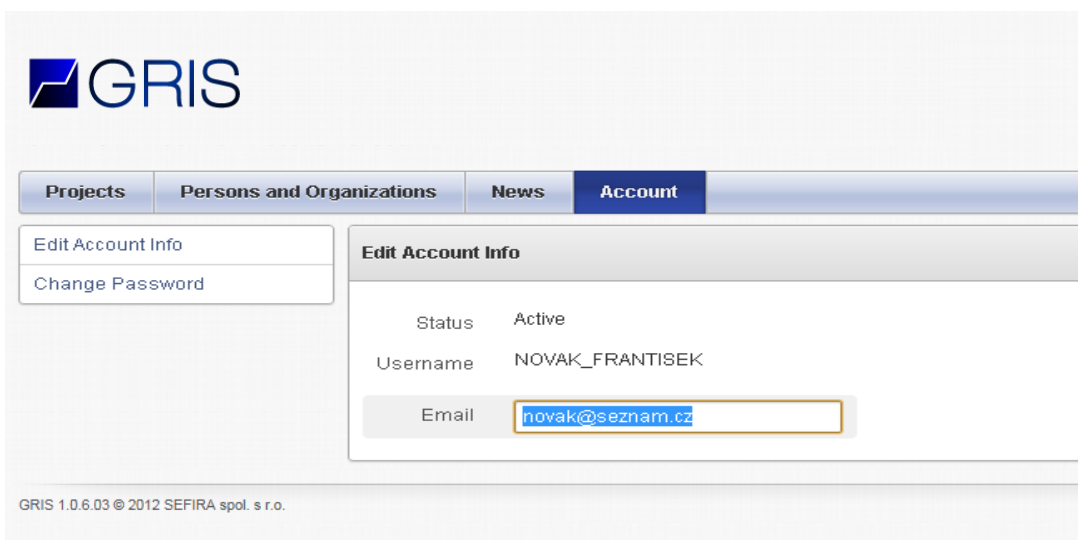 GRIS
Projects Persons and Organizations News Account
Edit Account Info
Change Password
Edit Account Info
Status Active
Username NOVAK_FRANTISEK
Email novak@seznam.cz
GRIS 1.0.6.03 © 2012 SEFIRA spol. s r.o.